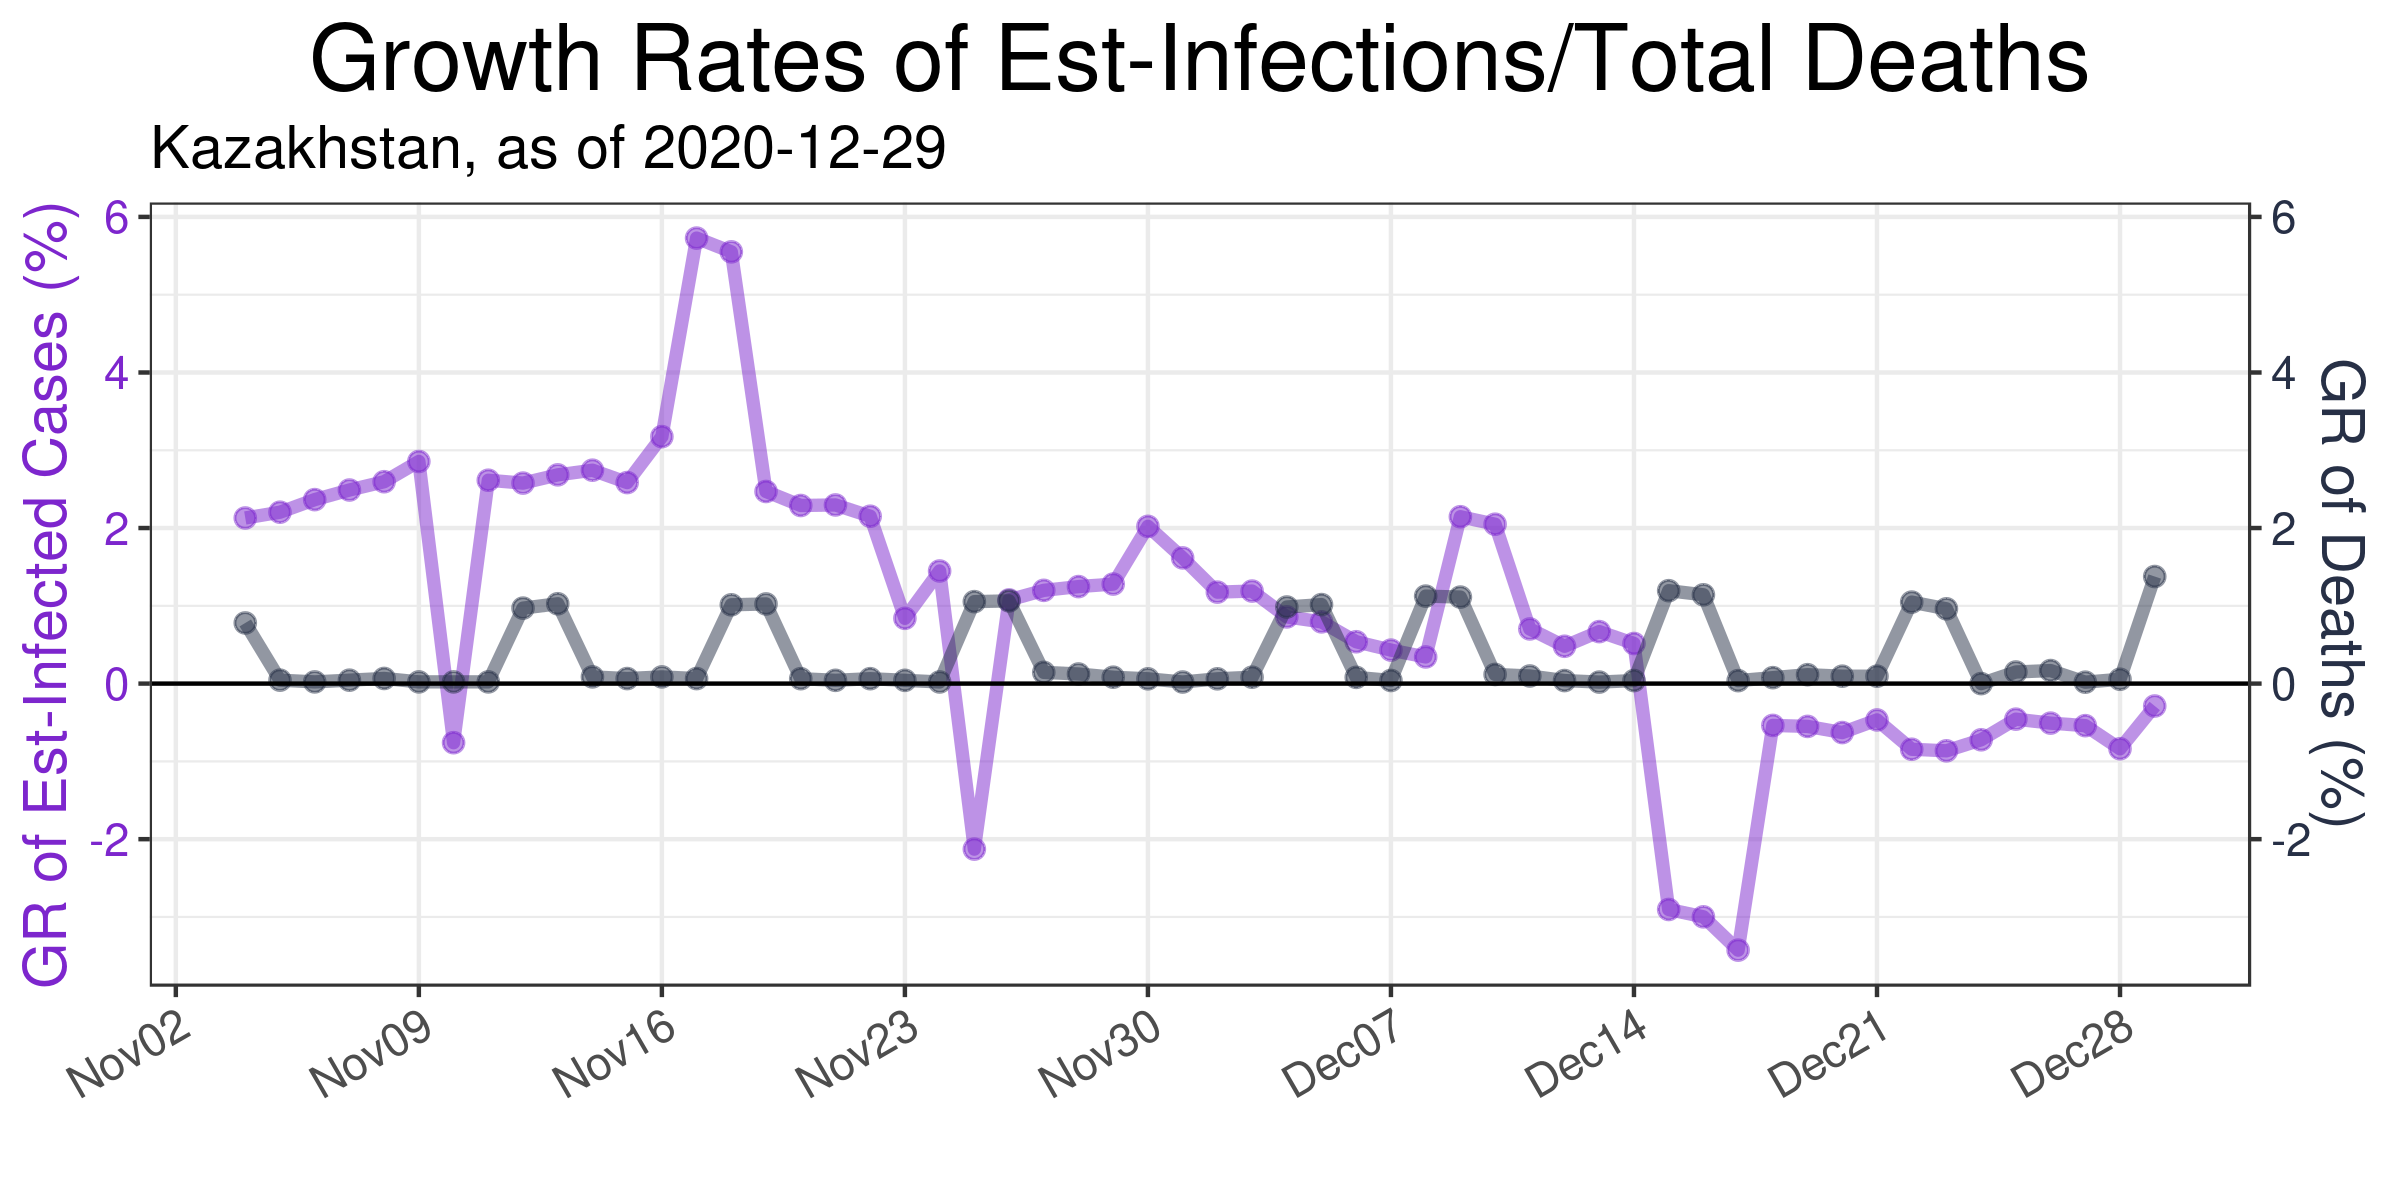 Growth Rates of Est-Infections/Total Deaths
Kazakhstan, as of 2020-12-29
GR of Est-Infected Cases (%)
6
4
2
0
-2
6
4
2
0
-2
GR of Deaths (%)
Nov02
Nov09
Nov16
Nov23
Nov30
Dec07
Dec14
Dec21
Dec28